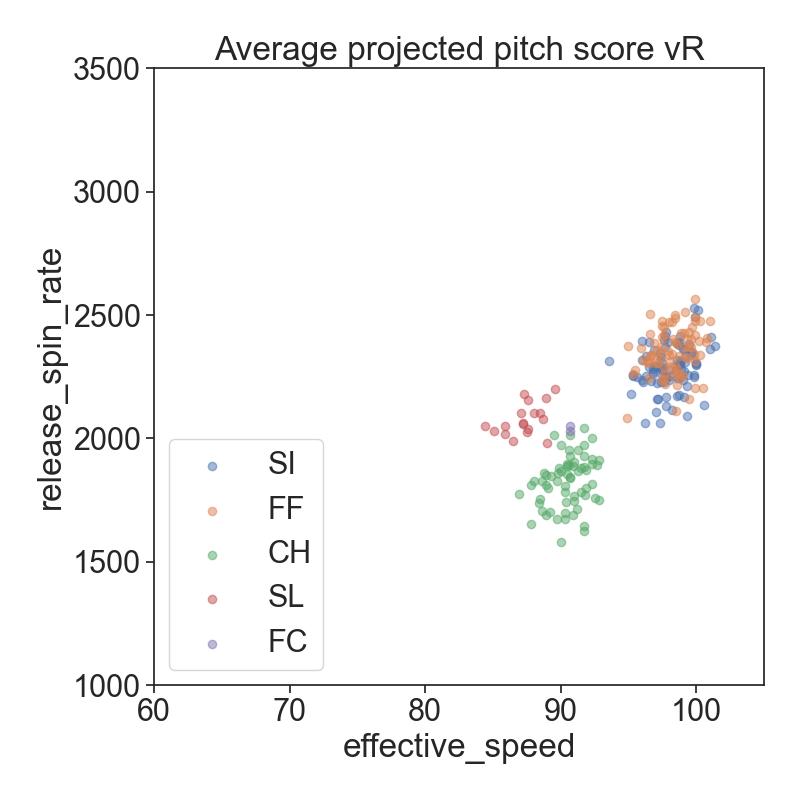 Average projected pitch score vR
3500
3000
2500
2000
1500
1000
release_spin_rate
SI
FF
CH
SL
FC
60 70 80 90 100
effective_speed